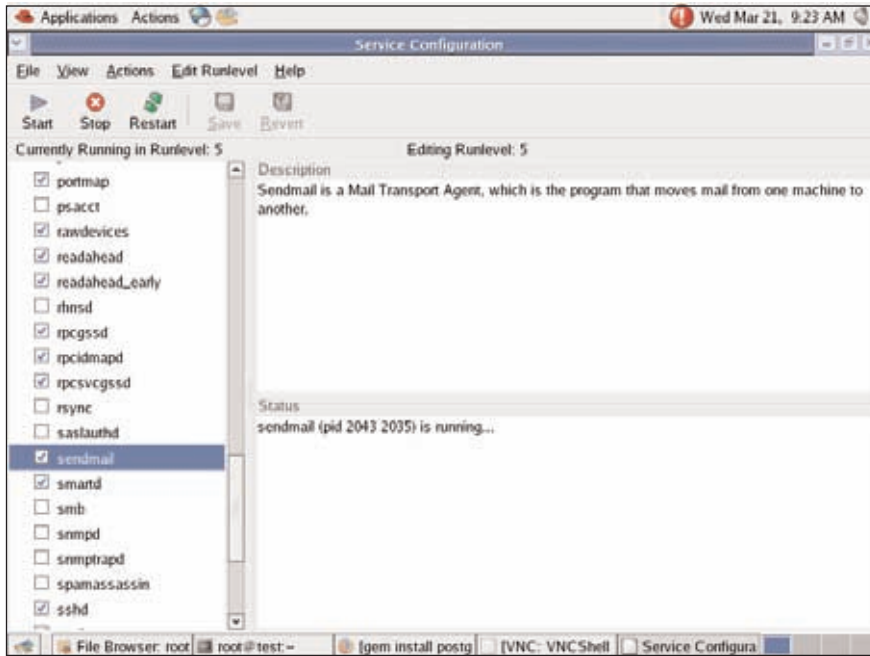 Applications Actions Wed Mar 21, 9:23 AM
Service Configuration
File View Actions Edit Runlevel Help
Start Stop Restart Save Revert
Currently Running in Runlevel: 5 Editing Runlevel: 5
portmap
psacct
rawdevices
readahead
readahead_early
rhnsd
rpcgssd
rpcidmapd
rpcsvcgssd
rsync
saslauthd
sendmail
smartd
smb
snmpd
snmptrapd
spamassassin
sshd
Description
Sendmail is a Mail Transport Agent, which is the program that moves mail from one machine to
another.
Status
sendmail (pid 2043 2035) is running...
File Browser: root root@test:~ [gem install postg [VNC: VNCShell Service Configura